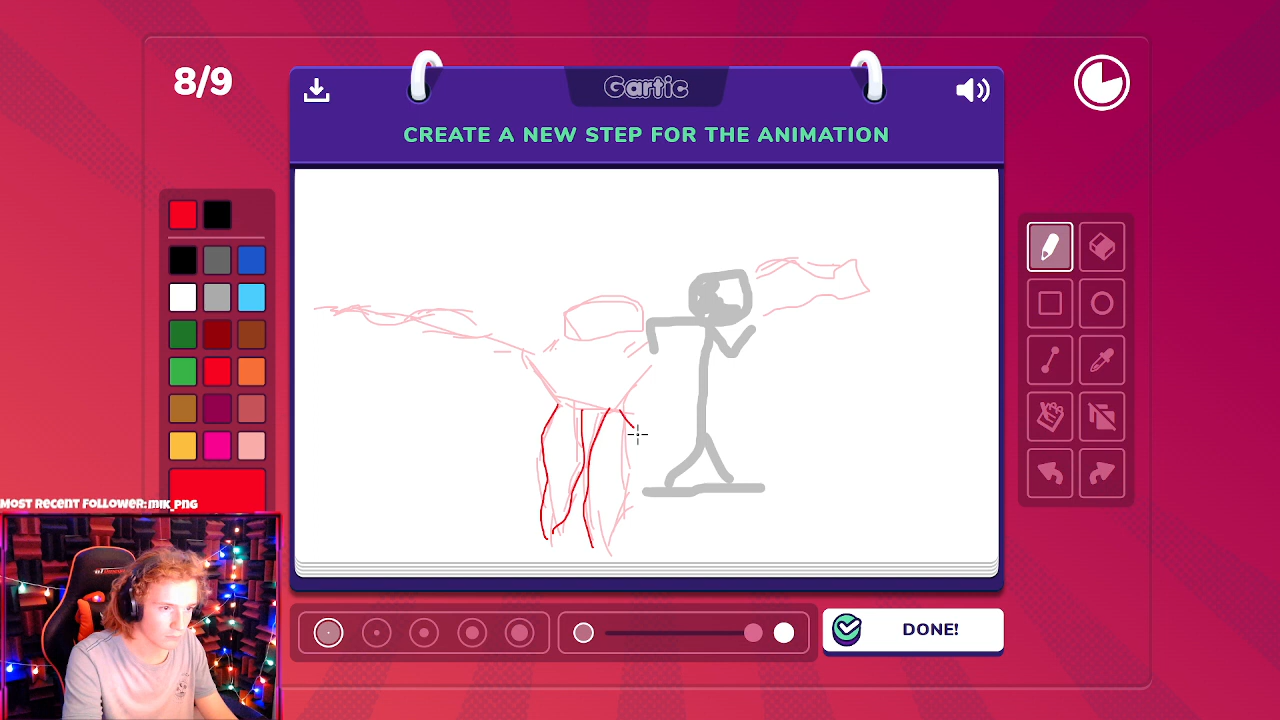 8/9
Gartic
CREATE A NEW STEP FOR THE ANIMATION
MOST RECENT FOLLOWER: mik_png
DONE!